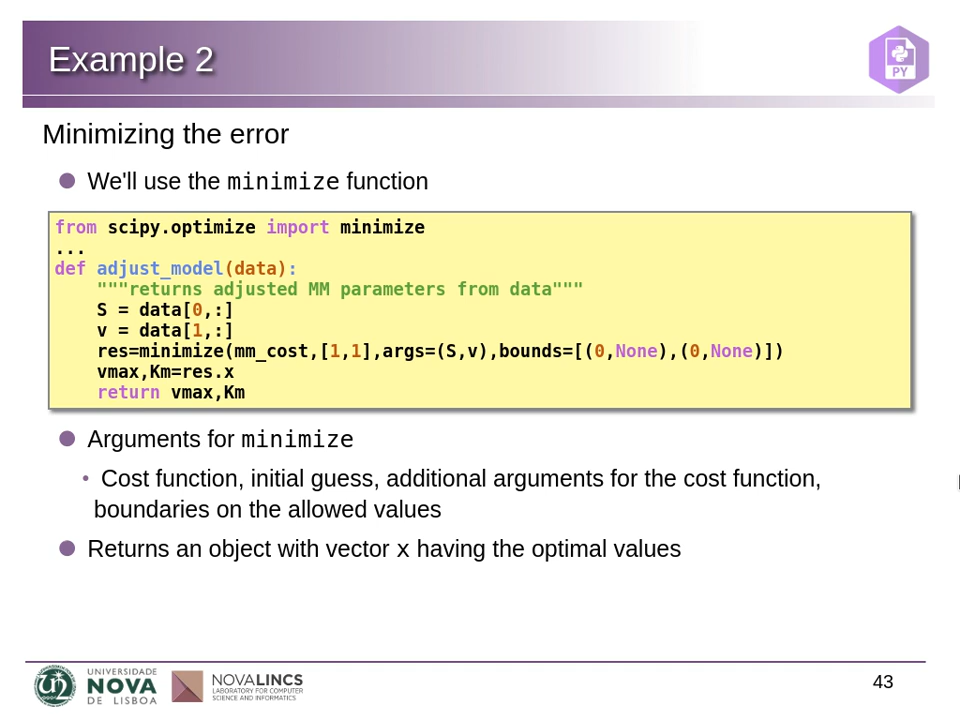 Example 2
PY
Minimizing the error
We'll use the minimize function
from scipy.optimize import minimize
...
def adjust_model(data):
    """returns adjusted MM parameters from data"""
    S = data[0,:]
    v = data[1,:]
    res=minimize(mm_cost,[1,1],args=(S,v),bounds=[(0,None),(0,None)])
    vmax,Km=res.x
    return vmax,Km
Arguments for minimize
• Cost function, initial guess, additional arguments for the cost function,
boundaries on the allowed values
Returns an object with vector x having the optimal values
UNIVERSIDADE
NOVA
DE LISBOA
NOVALINCS
LABORATORY FOR COMPUTER
SCIENCE AND INFORMATICS
43